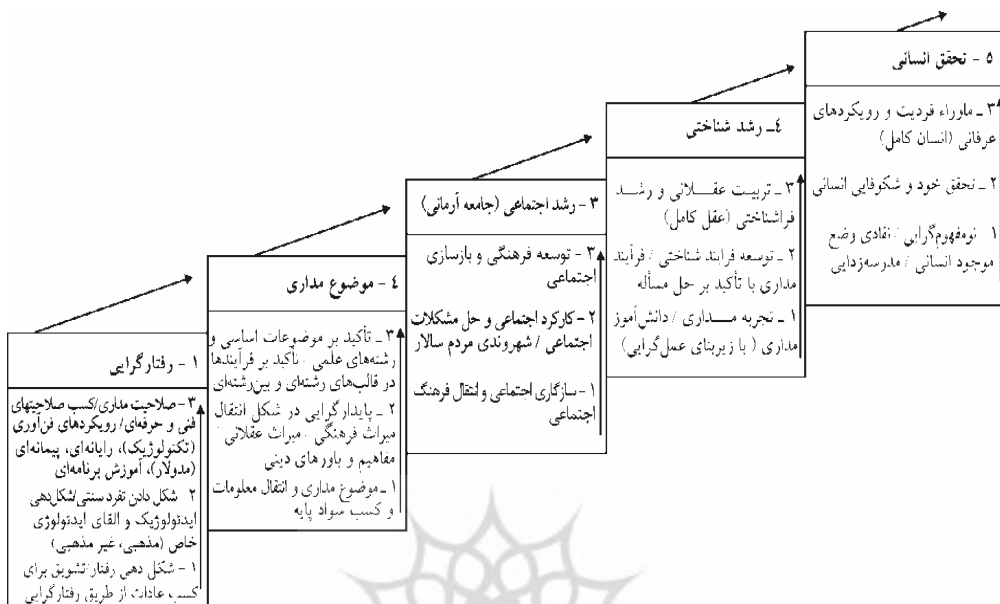 ۵ - تحقق انسانی
۳ ـ ماوراء فردیت و رویکردهای
عرفانی (انسان کامل)
۲ ـ تحقق خود و شکوفایی انسانی
۱ نومفهوم‌گرایی / نقادی وضع
موجود انسانی / مدرسه‌زدایی
۴ـ رشد شناختی
۳ ـ تربیت عقـــلانی و رشــد
فراشناختی (عقل کامل)
۲ ـ توسعه فرایند شناختی / فرآیند
مداری با تأکید بر حل مسأله
۱ ـ تجربه مـــداری / دانش‌آموز
مداری ( با زیربنای عمل‌گرایی)
۳ - رشد اجتماعی (جامعه آرمانی)
۳ - توسعه فرهنگی و بازسازی
اجتماعی
۲ - کارکرد اجتماعی و حل مشکلات
اجتماعی / شهروندی مردم سالار
۱ - سازگاری اجتماعی و انتقال فرهنگ
اجتماعی
٤ - موضوع مداری
۳ ـ تأکید بر موضوعات اساسی و
رشته‌های علمی تأکید بر فرآیندها
در قالب‌های رشته‌ای و بین‌رشته‌ای
۲ ـ پایدارگرایی در شکل انتقال
میراث فرهنگی میراث عقلانی
مفاهیم و باورهای دینی
۱ ـ موضوع مداری و انتقال معلومات
و کسب سواد پایه
۱ - رفتارگرایی
۳ - صلاحیت مداری/کسب صلاحیتهای
فنی و حرفه‌ای/ رویکردهای فن‌آوری
(تکنولوژیک)، رایانه‌ای، پیمانه‌ای
(مدولار)، آموزش برنامه‌ای
۲ شکل دادن تفرد سنتی/شکل‌دهی
ایدئولوژیک و القای ایدئولوژی
خاص (مذهبی، غیر مذهبی)
۱ - شکل دهی رفتار/تشویق برای
کسب عادات از طریق رفتارگرایی